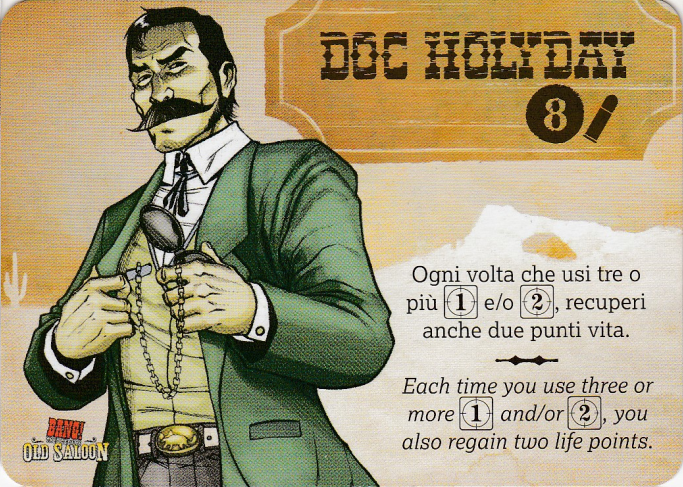 DOC HOLYDAY
8
Ogni volta che usi tre o
più 1 e/o 2, recuperi
anche due punti vita.
Each time you use three or
more 1 and/or 2, you
also regain two life points.
BANG!
OLD SALOON